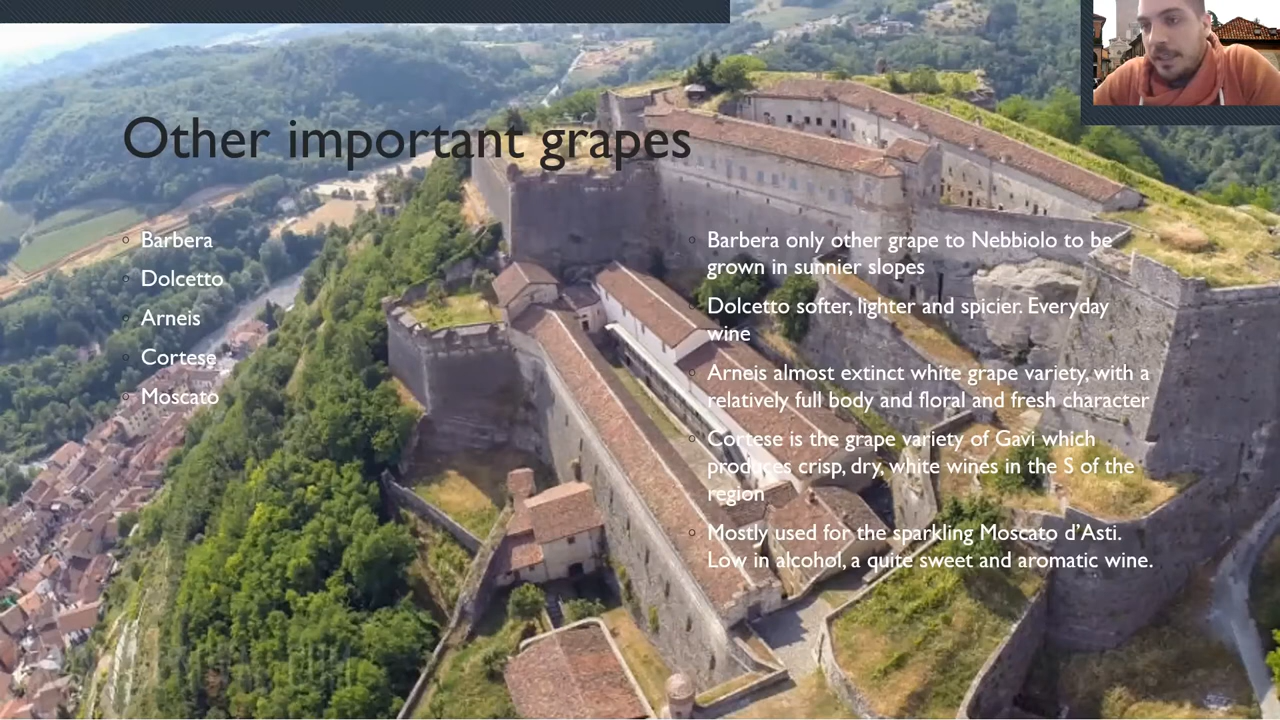 Other important grapes
Barbera
Dolcetto
Arneis
Cortese
Moscato
Barbera only other grape to Nebbiolo to be
grown in sunnier slopes
Dolcetto softer, lighter and spicier. Everyday
wine
Arneis almost extinct white grape variety, with a
relatively full body and floral and fresh character
Cortese is the grape variety of Gavi which
produces crisp, dry, white wines in the S of the
region
Mostly used for the sparkling Moscato d’Asti.
Low in alcohol, a quite sweet and aromatic wine.